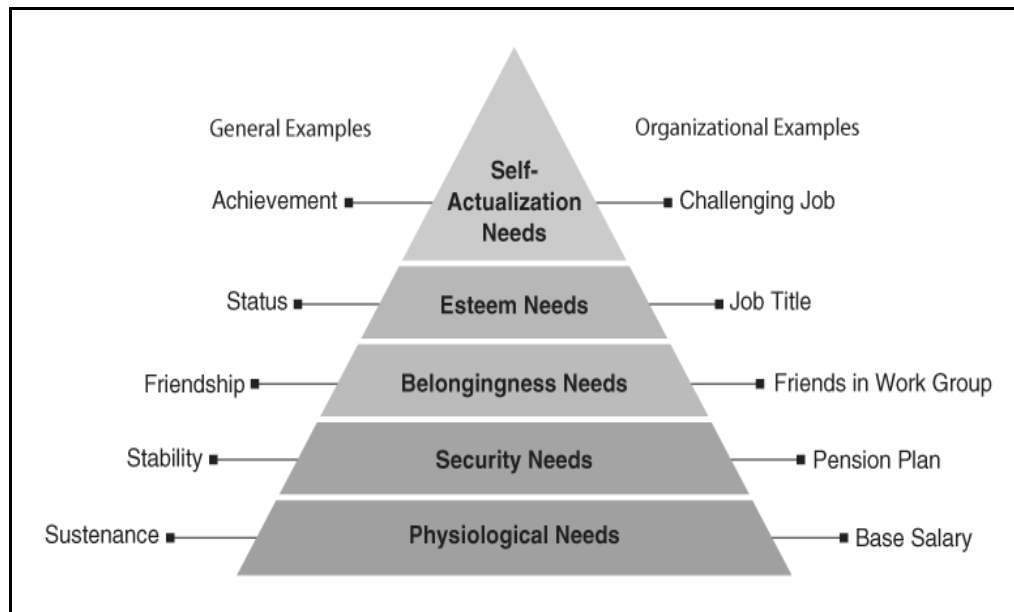 General Examples
Organizational Examples
Self-
Actualization
Needs
Achievement
Challenging Job
Status
Esteem Needs
Job Title
Friendship
Belongingness Needs
Friends in Work Group
Stability
Security Needs
Pension Plan
Sustenance
Physiological Needs
Base Salary